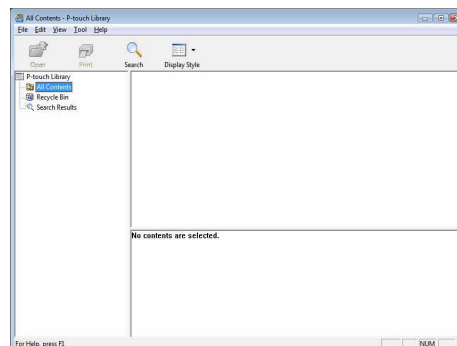 All Contents - P-touch Library
File Edit View Tool Help
Open Print Search Display Style
P-touch Library
All Contents
Recycle Bin
Search Results
No contents are selected.
For Help, press F1
NUM